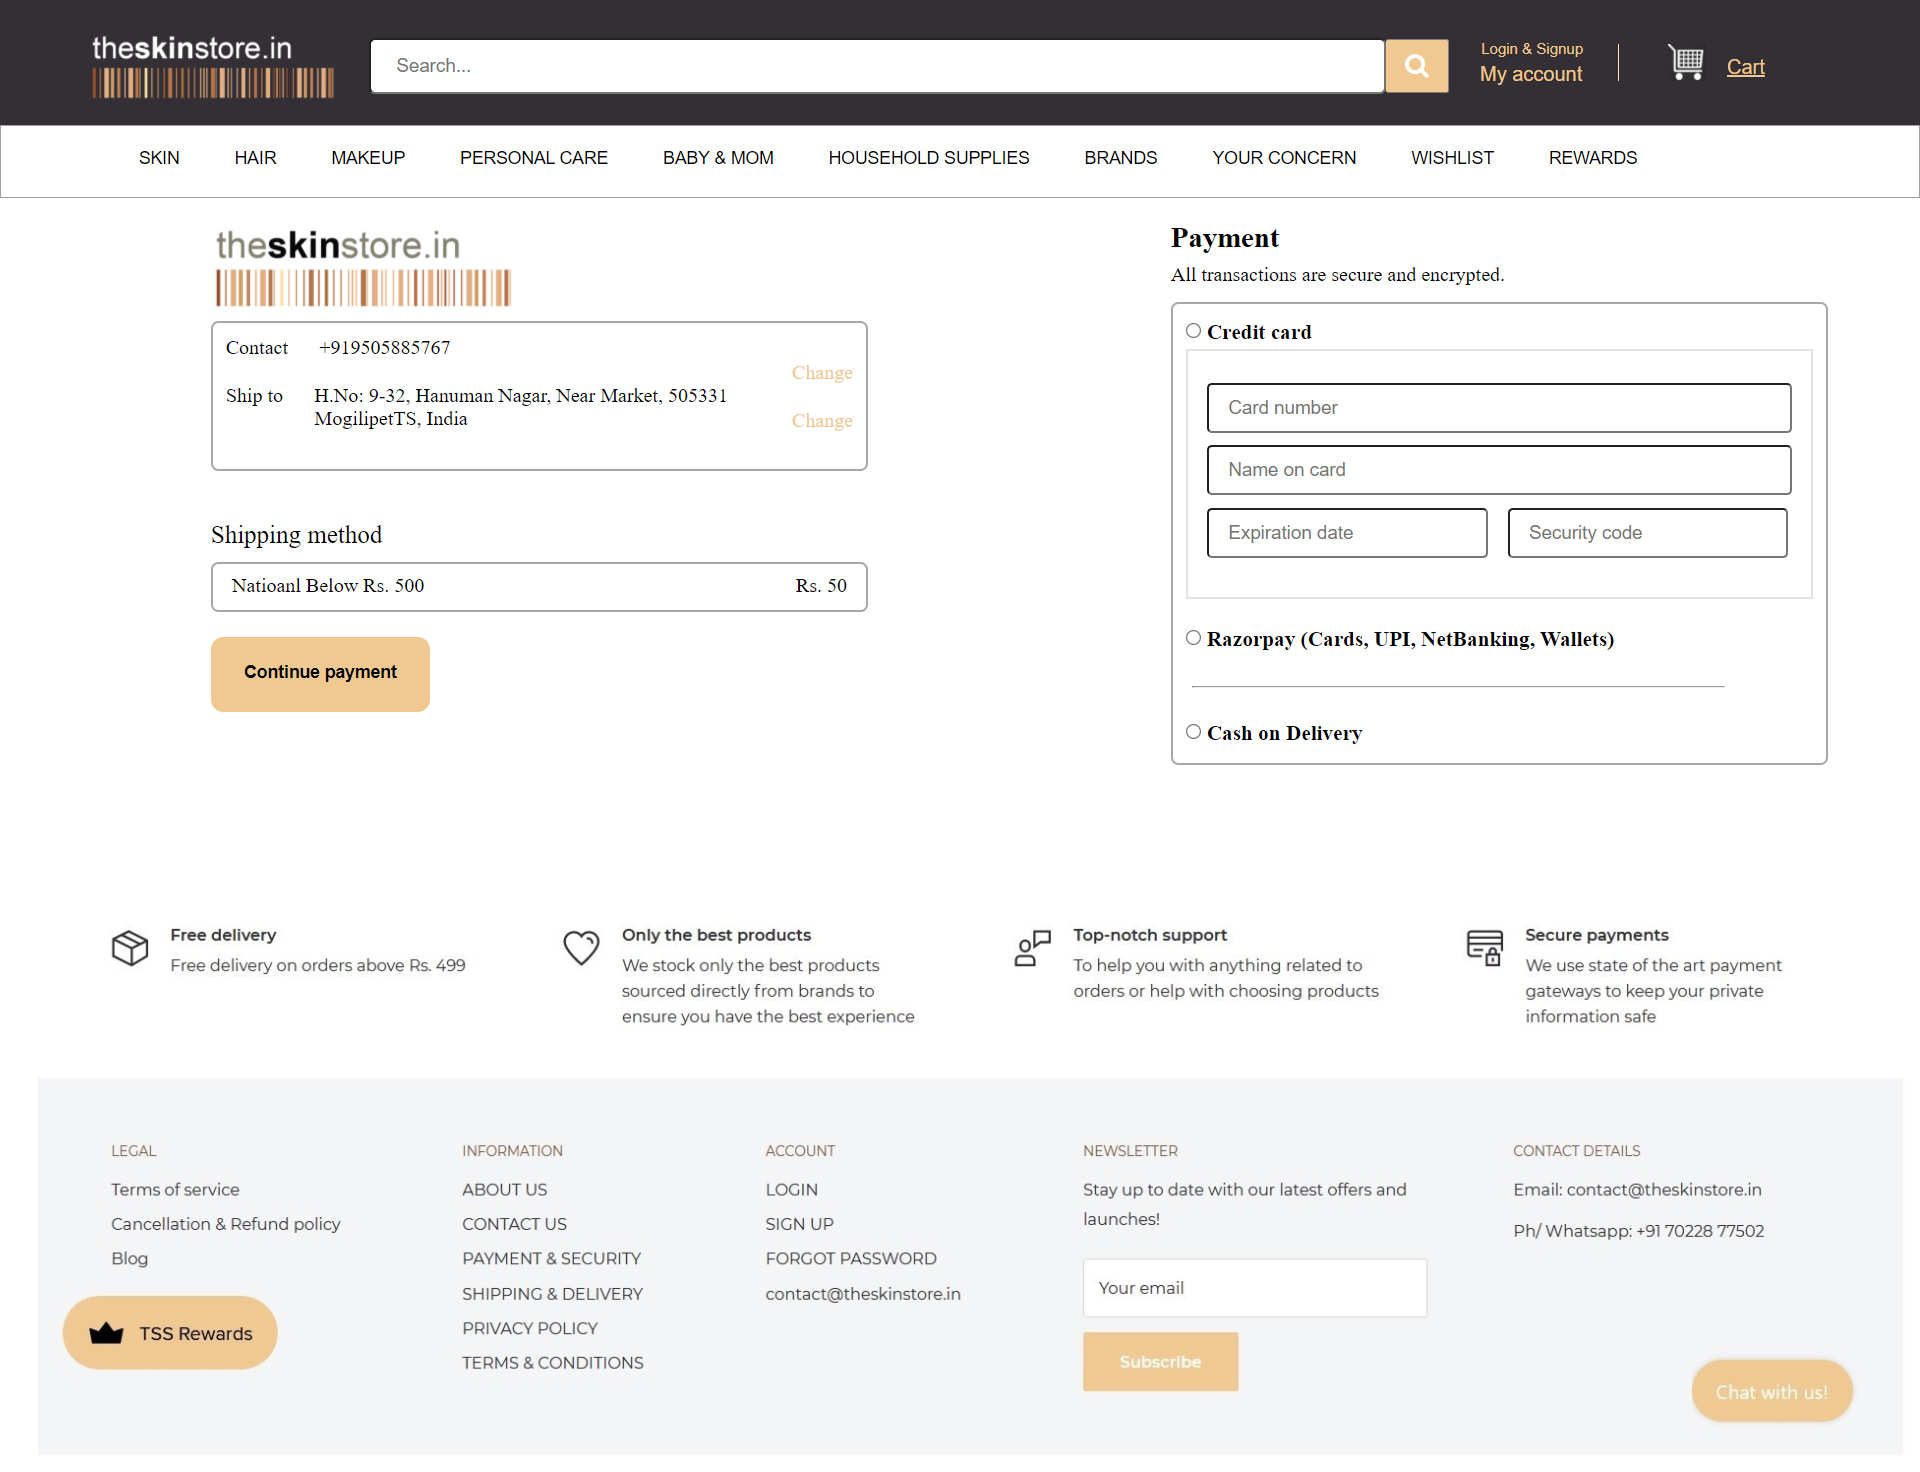 theskinstore.in
Search...
Login & Signup
My account
Cart
SKIN HAIR MAKEUP PERSONAL CARE BABY & MOM HOUSEHOLD SUPPLIES BRANDS YOUR CONCERN WISHLIST REWARDS
theskinstore.in
Contact +919505885767
Change
Ship to H.No: 9-32, Hanuman Nagar, Near Market, 505331
MogilipetTS, India
Change
Shipping method
Natioanl Below Rs. 500 Rs. 50
Continue payment
Payment
All transactions are secure and encrypted.
Credit card
Card number
Name on card
Expiration date Security code
Razorpay (Cards, UPI, NetBanking, Wallets)
Cash on Delivery
Free delivery
Free delivery on orders above Rs. 499
Only the best products
We stock only the best products
sourced directly from brands to
ensure you have the best experience
Top-notch support
To help you with anything related to
orders or help with choosing products
Secure payments
We use state of the art payment
gateways to keep your private
information safe
LEGAL
Terms of service
Cancellation & Refund policy
Blog
TSS Rewards
INFORMATION
ABOUT US
CONTACT US
PAYMENT & SECURITY
SHIPPING & DELIVERY
PRIVACY POLICY
TERMS & CONDITIONS
ACCOUNT
LOGIN
SIGN UP
FORGOT PASSWORD
contact@theskinstore.in
NEWSLETTER
Stay up to date with our latest offers and
launches!
Your email
Subscribe
CONTACT DETAILS
Email: contact@theskinstore.in
Ph/ Whatsapp: +91 70228 77502
Chat with us!